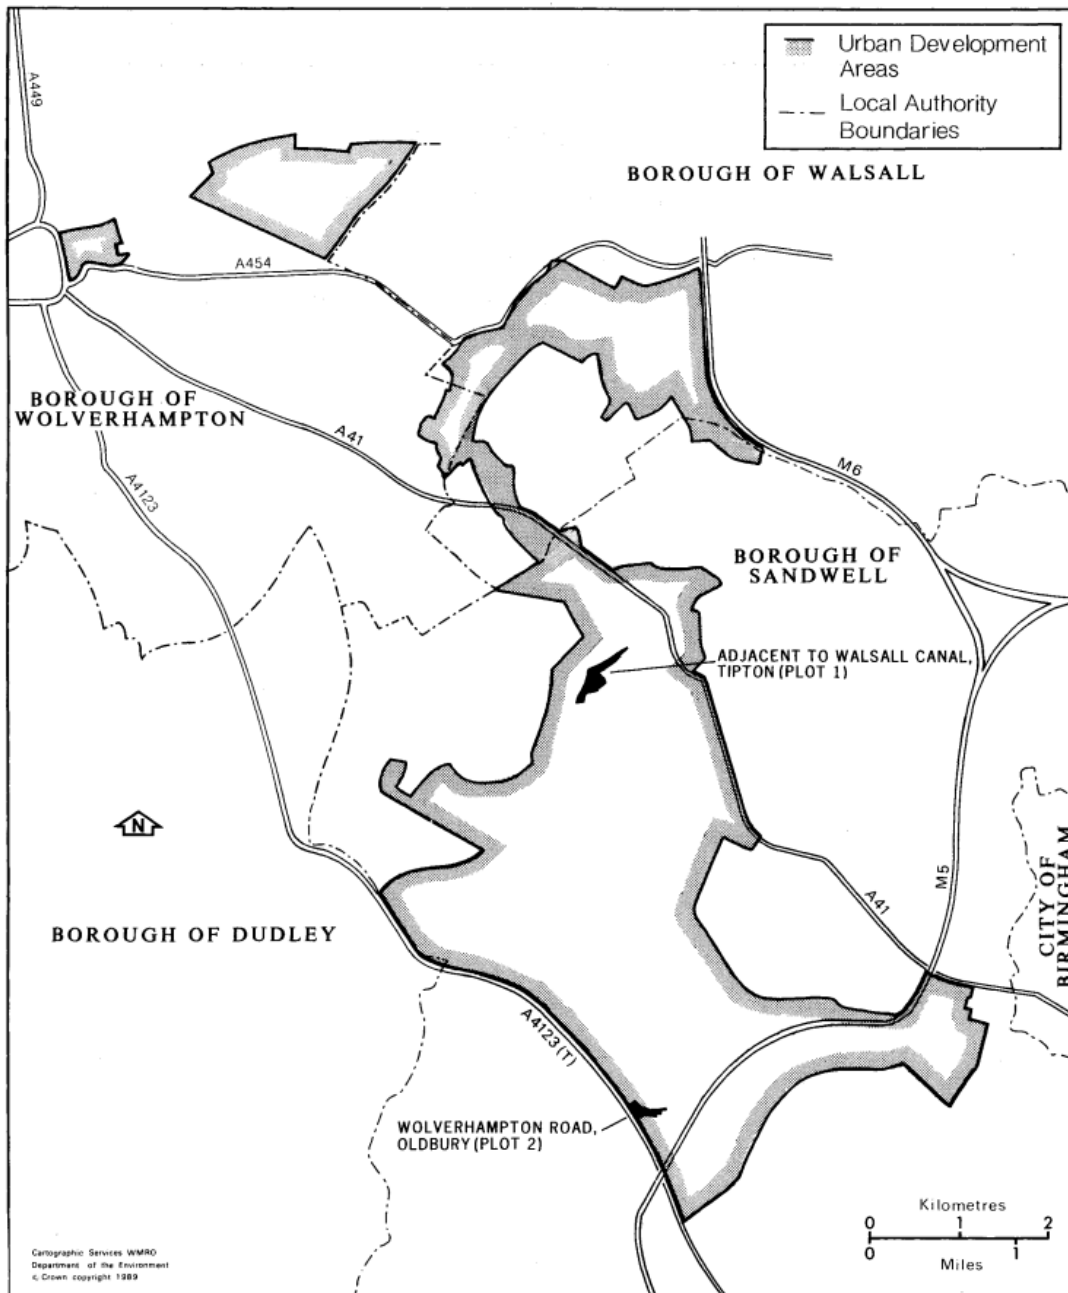 Urban Development
Areas
Local Authority
Boundaries
A449
BOROUGH OF WALSALL
A454
BOROUGH OF
WOLVERHAMPTON
A41
A4123
M6
BOROUGH OF
SANDWELL
ADJACENT TO WALSALL CANAL,
TIPTON (PLOT 1)
N
BOROUGH OF DUDLEY
A41
M5
CITY OF
BIRMINGHAM
A4123 (T)
WOLVERHAMPTON ROAD,
OLDBURY (PLOT 2)
Kilometres
0 1 2
0 1
Miles
Cartographic Services WMRO
Department of the Environment
c, Crown copyright 1989